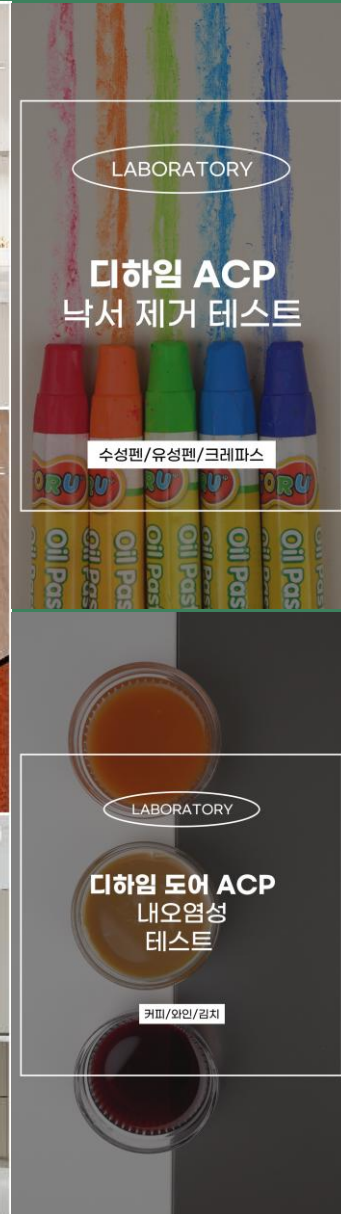 LABORATORY
디하임 ACP
낙서 제거 테스트
수성펜/유성펜/크레파스
Oil Pas
Oil Pas
Oil Pas
Oil Pas
Oil Pas
LABORATORY
디하임 도어 ACP
내오염성
테스트
커피/와인/김치